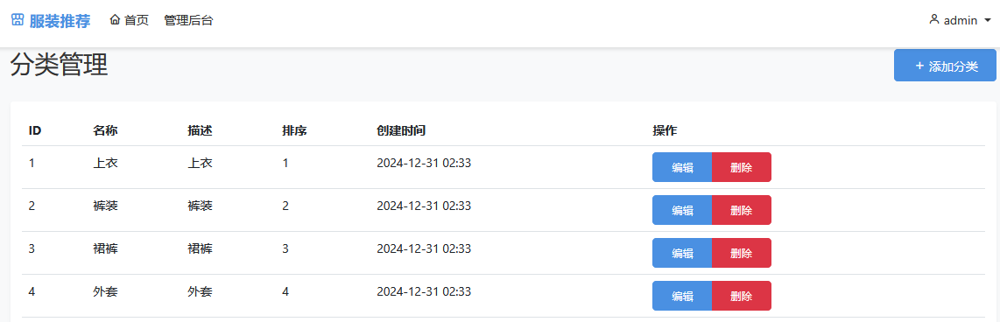 服装推荐 首页 管理后台 admin
分类管理 + 添加分类
ID 名称 描述 排序 创建时间 操作
1 上衣 上衣 1 2024-12-31 02:33 编辑 删除
2 裤装 裤装 2 2024-12-31 02:33 编辑 删除
3 裙裤 裙裤 3 2024-12-31 02:33 编辑 删除
4 外套 外套 4 2024-12-31 02:33 编辑 删除